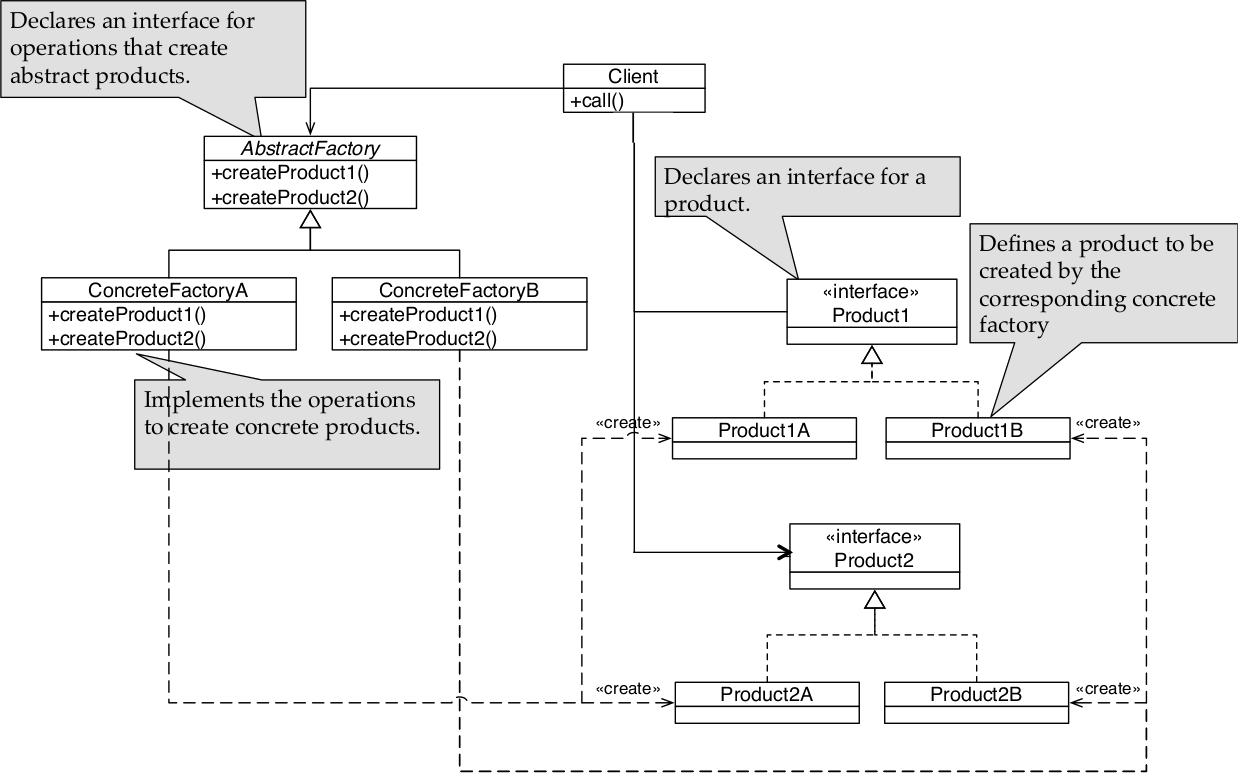 Declares an interface for
operations that create
abstract products.
Client
+call()
AbstractFactory
+createProduct1()
+createProduct2()
Declares an interface for a
product.
Defines a product to be
created by the
corresponding concrete
factory
ConcreteFactoryA
+createProduct1()
+createProduct2()
ConcreteFactoryB
+createProduct1()
+createProduct2()
«interface»
Product1
Implements the operations
to create concrete products.
«create»
Product1A
Product1B
«create»
«interface»
Product2
«create»
Product2A
Product2B
«create»